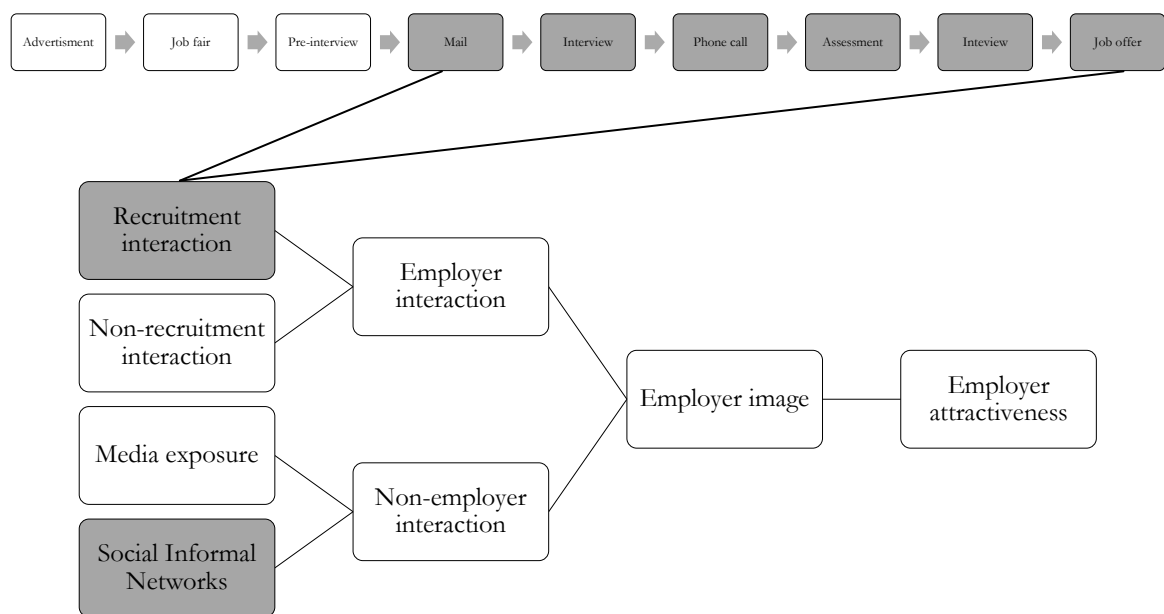 Advertisment
Job fair
Pre-interview
Mail
Interview
Phone call
Assessment
Inteview
Job offer
Recruitment
interaction
Non-recruitment
interaction
Media exposure
Social Informal
Networks
Employer
interaction
Non-employer
interaction
Employer image
Employer
attractiveness